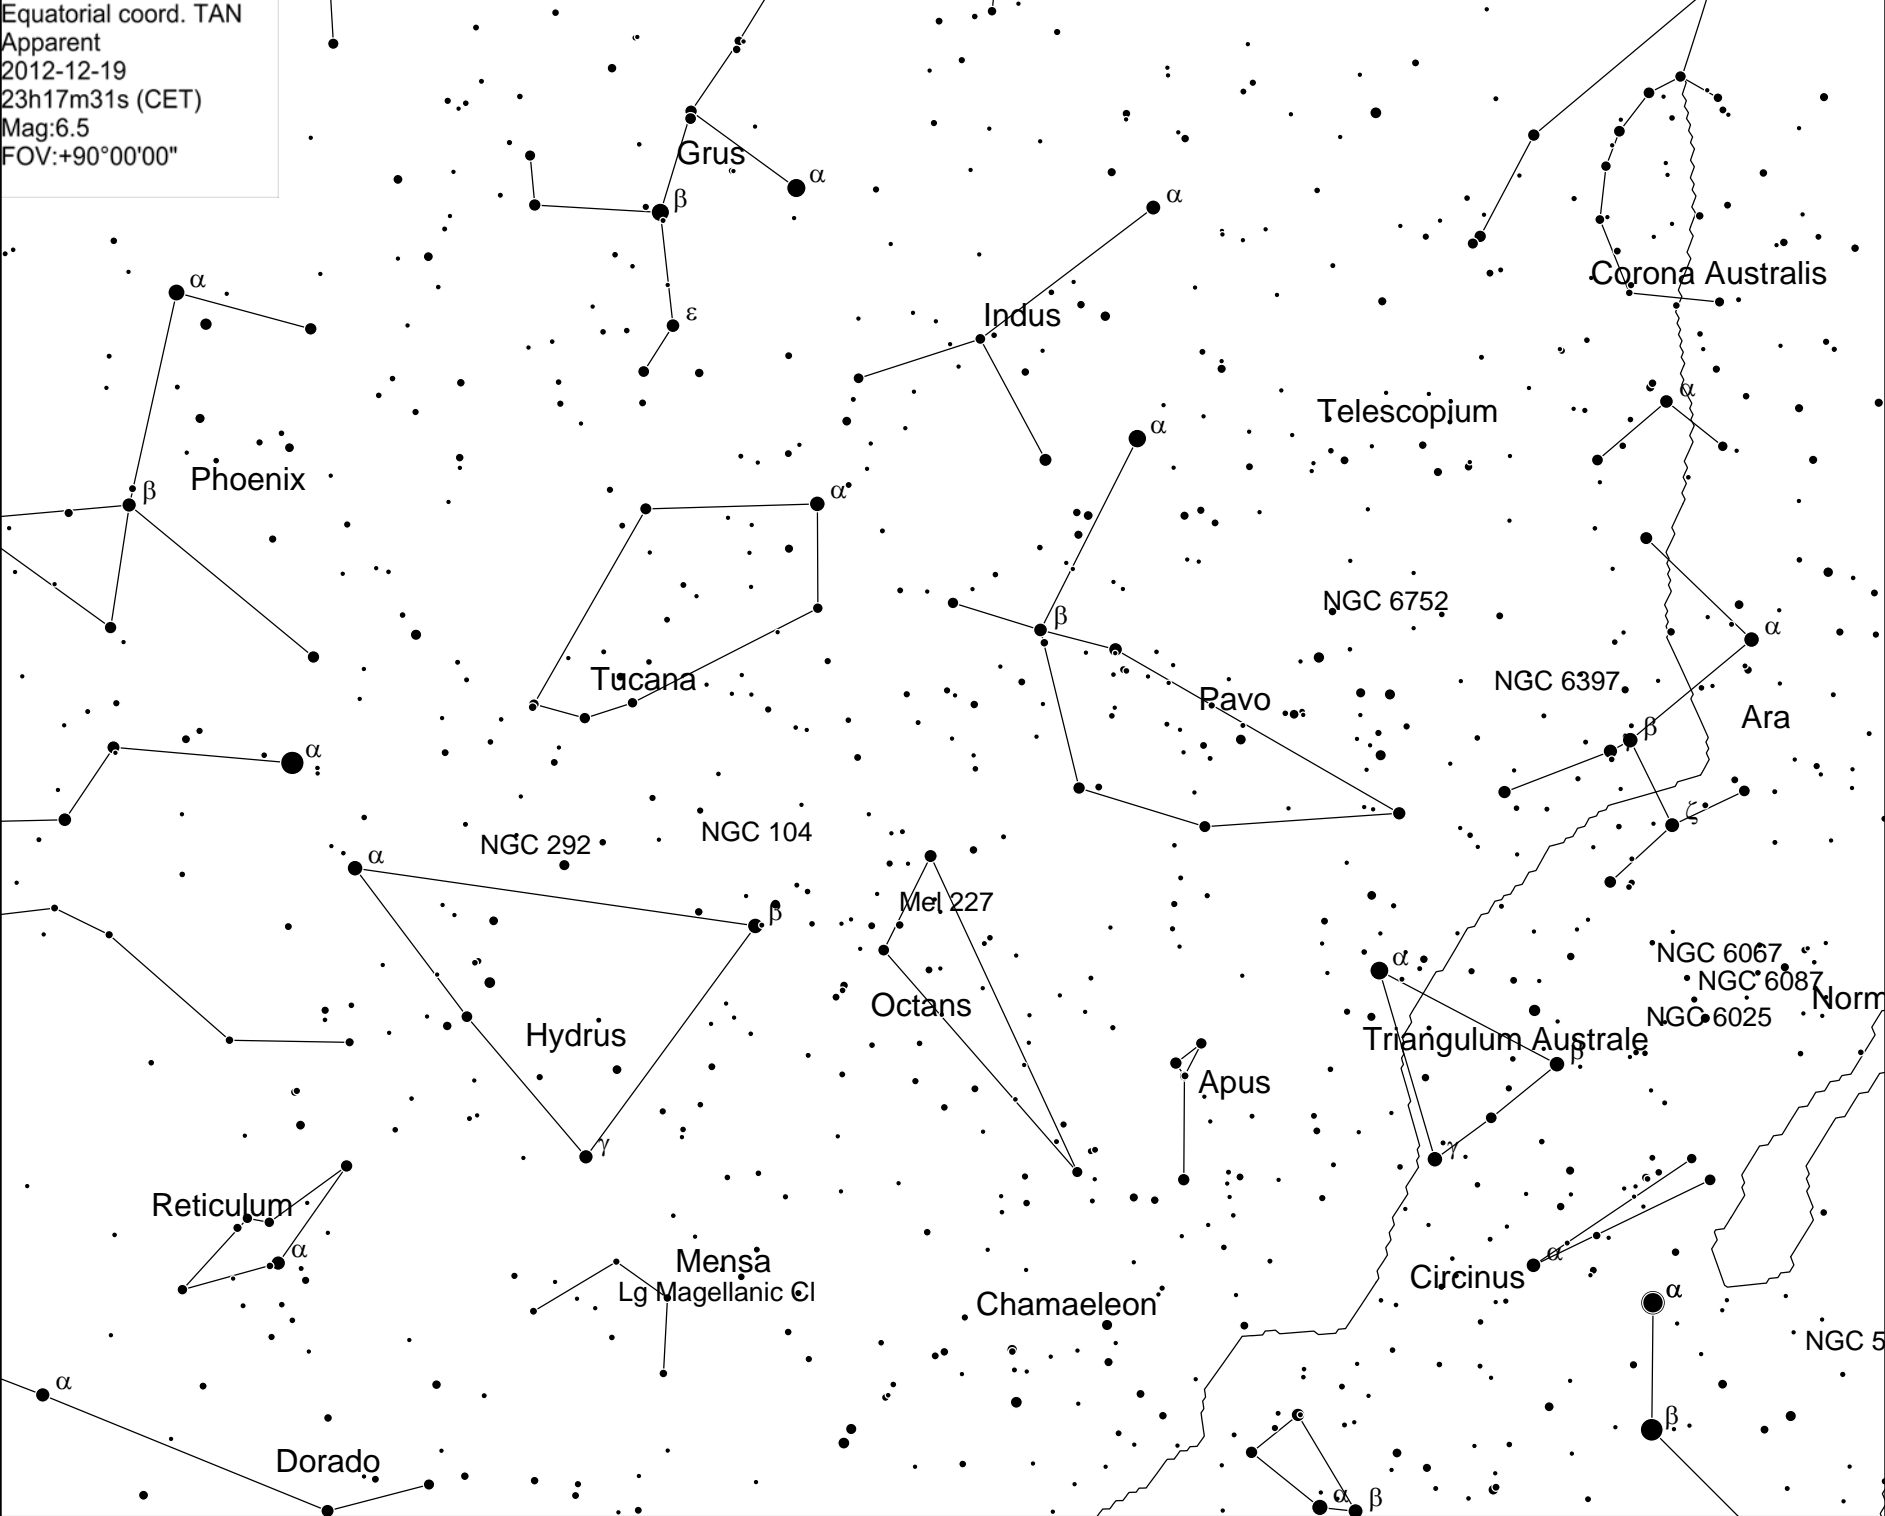 Equatorial coord. TAN
Apparent
2012-12-19
23h17m31s (CET)
Mag:6.5
FOV:+90°00'00"
Grus
α
β
α
Corona Australis
α
ε
Indus
α
Telescopium
α
Phoenix
β
α
NGC 6752
β
α
Tucana
NGC 6397
Pavo
Ara
β
α
ζ
NGC 104
NGC 292
α
Mel 227
β
NGC 6067
α
NGC 6087
Norm
Octans
NGC 6025
Hydrus
Triangulum Australe
β
Apus
γ
γ
Reticulum
α
Mensa
α
Circinus
Lg Magellanic Cl
α
Chamaeleon
NGC 5
α
β
Dorado
α
β